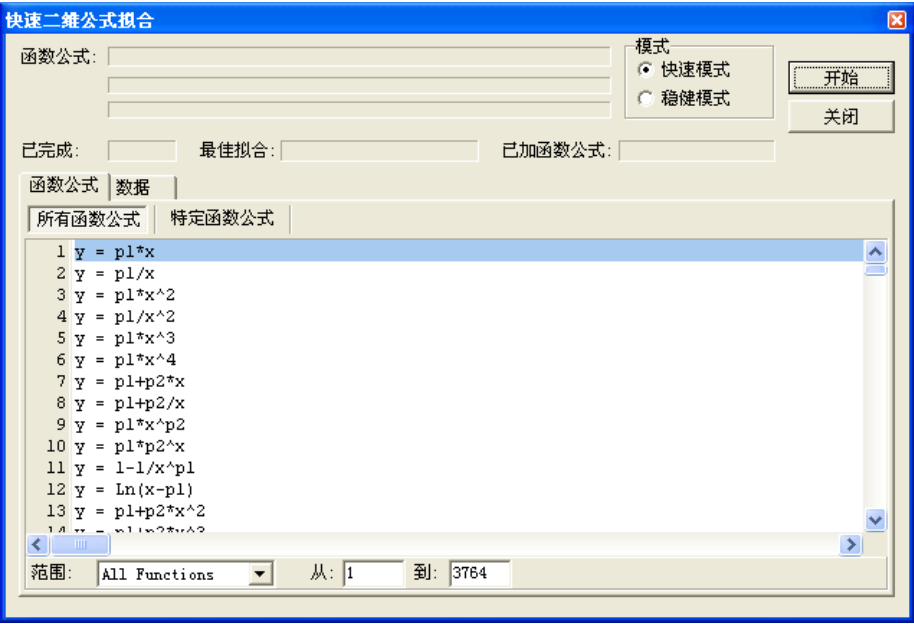 快速二维公式拟合
函数公式:
模式
快速模式
稳健模式
开始
关闭
已完成:
最佳拟合:
已加函数公式:
函数公式 数据
所有函数公式 特定函数公式
1 y = p1*x
2 y = p1/x
3 y = p1*x^2
4 y = p1/x^2
5 y = p1*x^3
6 y = p1*x^4
7 y = p1+p2*x
8 y = p1+p2/x
9 y = p1*x^p2
10 y = p1*p2^x
11 y = 1-1/x^p1
12 y = Ln(x-p1)
13 y = p1+p2*x^2
14 y = p1+p2*x^3
范围: All Functions 从: 1 到: 3764